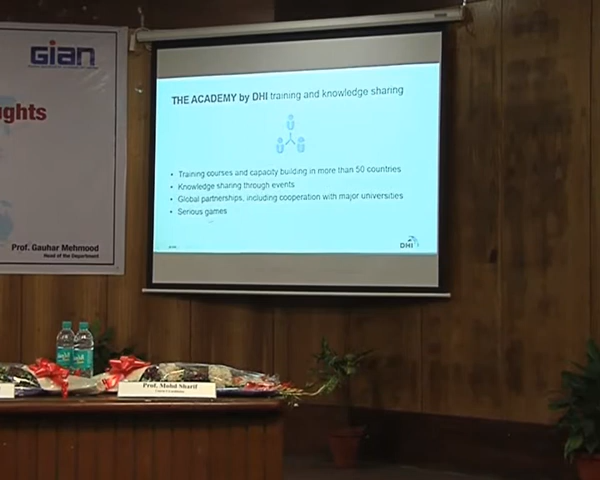 GIAN
ughts
Prof. Gauhar Mehmood
Head of the Department
THE ACADEMY by DHI training and knowledge sharing
• Training courses and capacity building in more than 50 countries
• Knowledge sharing through events
• Global partnerships, including cooperation with major universities
• Serious games
DHI
Prof. Mohd Sharif